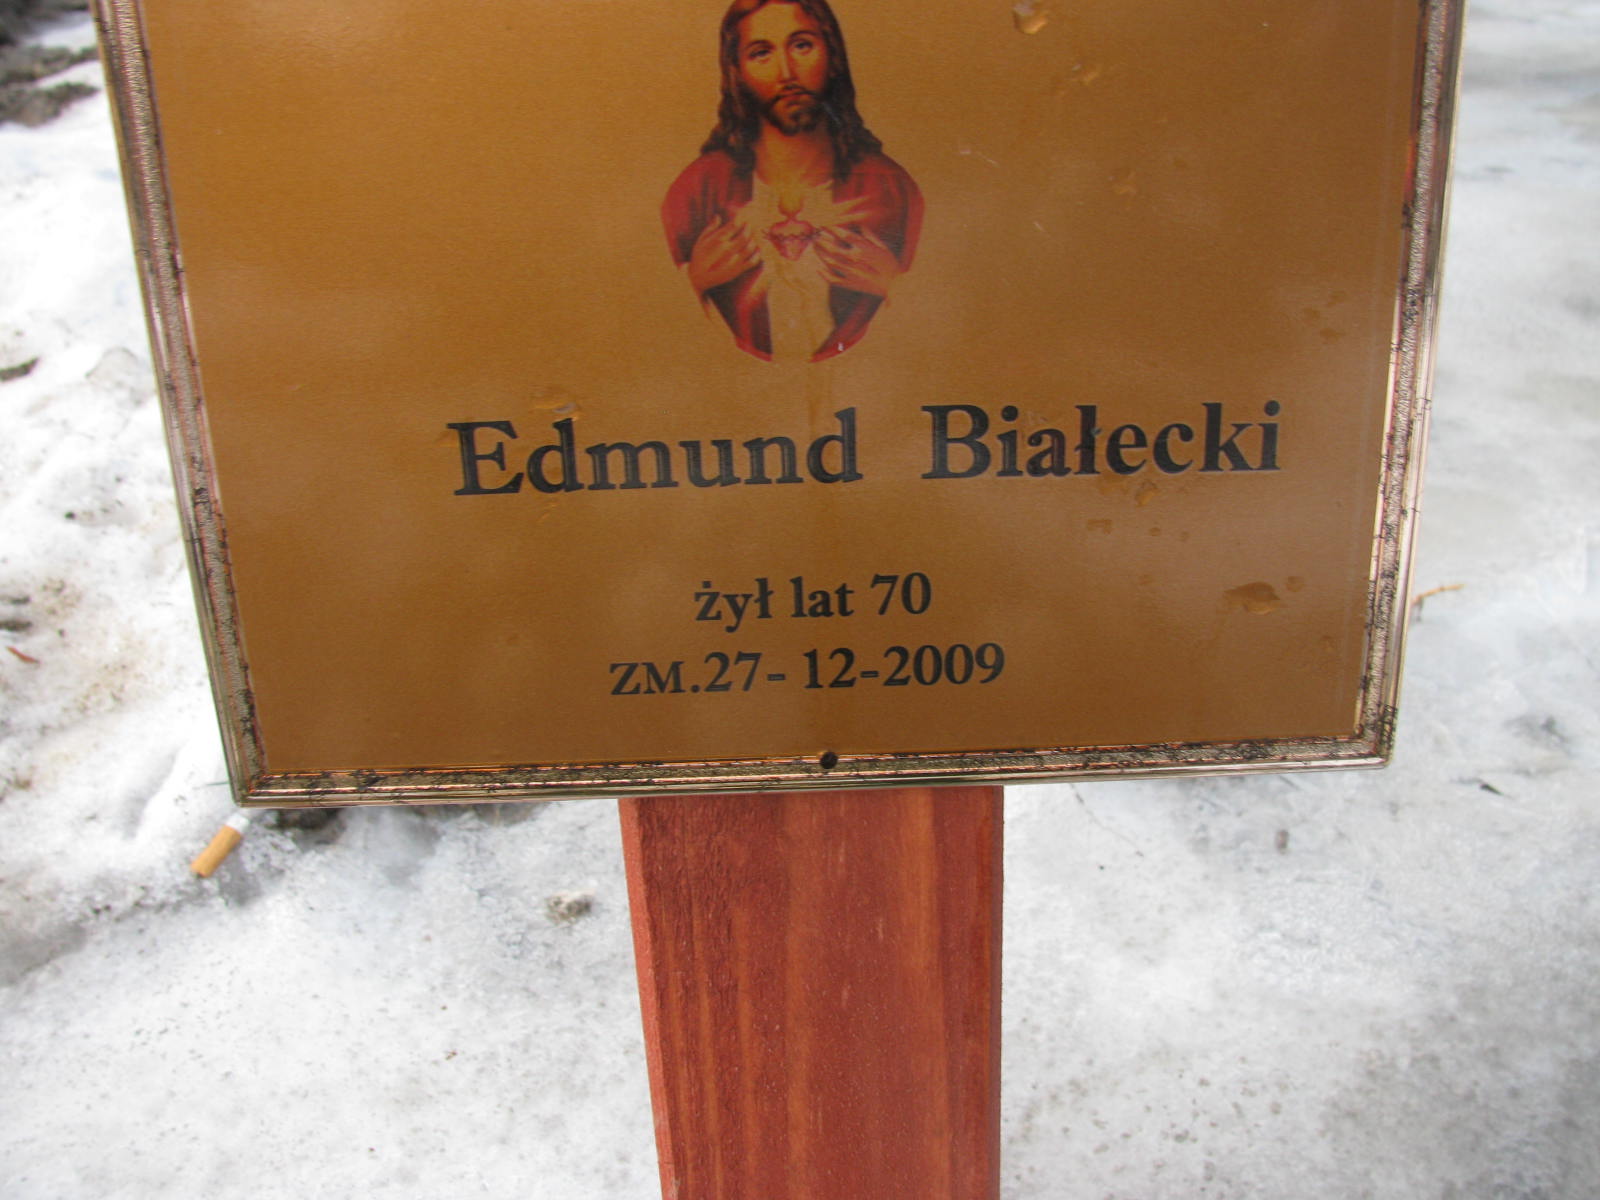 Edmund Białecki
żył lat 70
ZM.27-12-2009